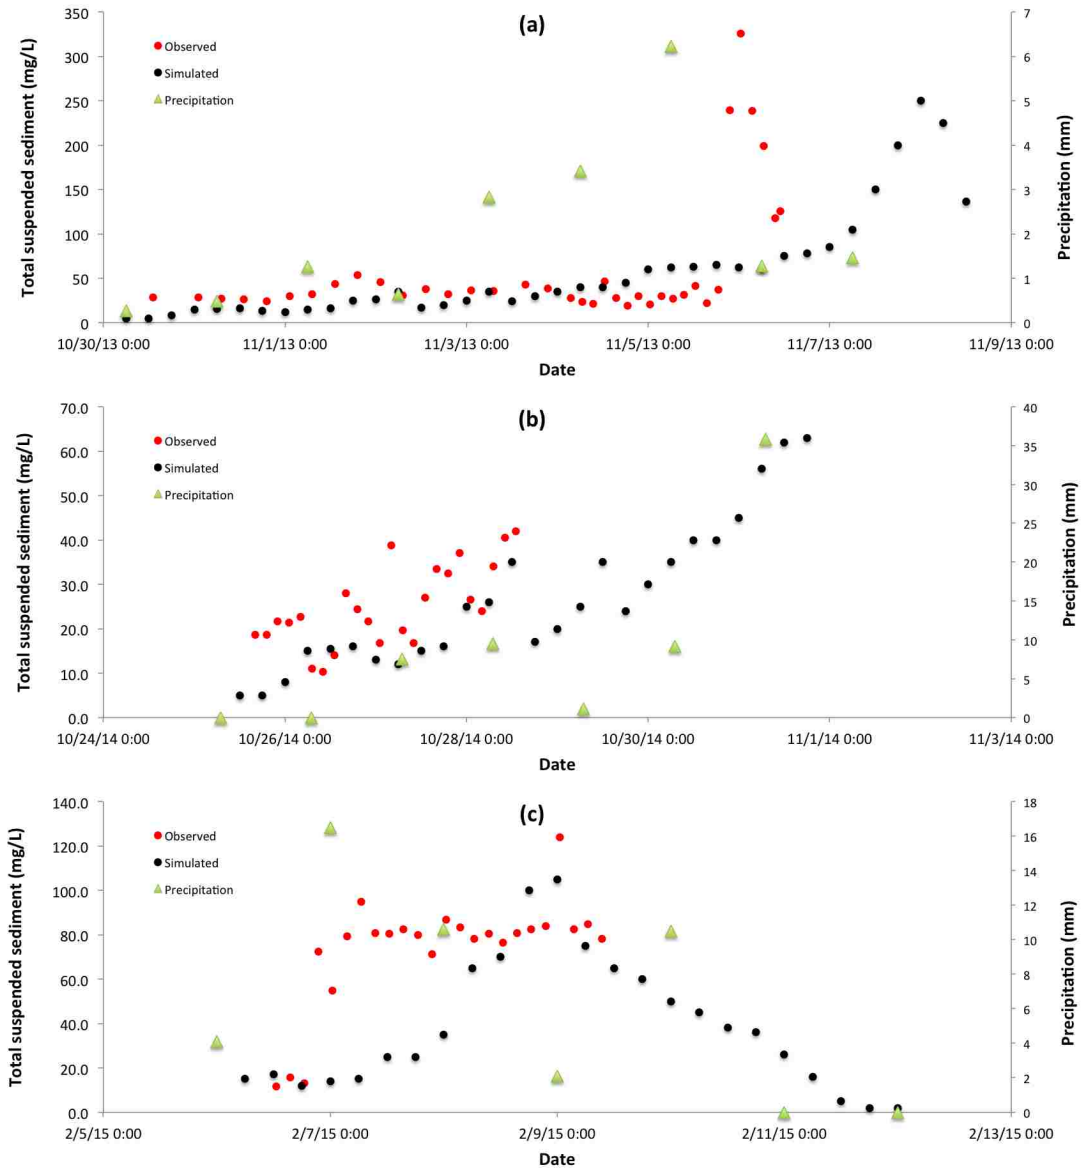 (a)
Total suspended sediment (mg/L)
350
300
250
200
150
100
50
0
Observed
Simulated
Precipitation
7
6
5
4
3
2
1
0
Precipitation (mm)
10/30/13 0:00 11/1/13 0:00 11/3/13 0:00 11/5/13 0:00 11/7/13 0:00 11/9/13 0:00
Date
(b)
Total suspended sediment (mg/L)
70.0
60.0
50.0
40.0
30.0
20.0
10.0
0.0
Observed
Simulated
Precipitation
40
35
30
25
20
15
10
5
0
Precipitation (mm)
10/24/14 0:00 10/26/14 0:00 10/28/14 0:00 10/30/14 0:00 11/1/14 0:00 11/3/14 0:00
Date
(c)
Total suspended sediment (mg/L)
140.0
120.0
100.0
80.0
60.0
40.0
20.0
0.0
Observed
Simulated
Precipitation
18
16
14
12
10
8
6
4
2
0
Precipitation (mm)
2/5/15 0:00 2/7/15 0:00 2/9/15 0:00 2/11/15 0:00 2/13/15 0:00
Date